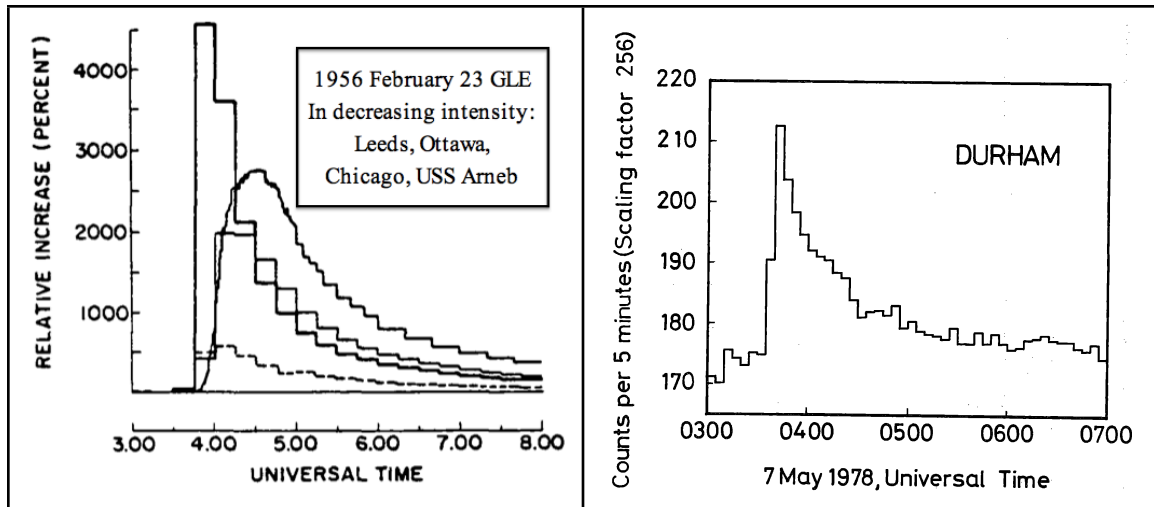 RELATIVE INCREASE (PERCENT)
4000
3000
2000
1000
1956 February 23 GLE
In decreasing intensity:
Leeds, Ottawa,
Chicago, USS Arneb
3.00 4.00 5.00 6.00 7.00 8.00
UNIVERSAL TIME
Counts per 5 minutes (Scaling factor 256)
220
210
200
190
180
170
DURHAM
0300 0400 0500 0600 0700
7 May 1978, Universal Time